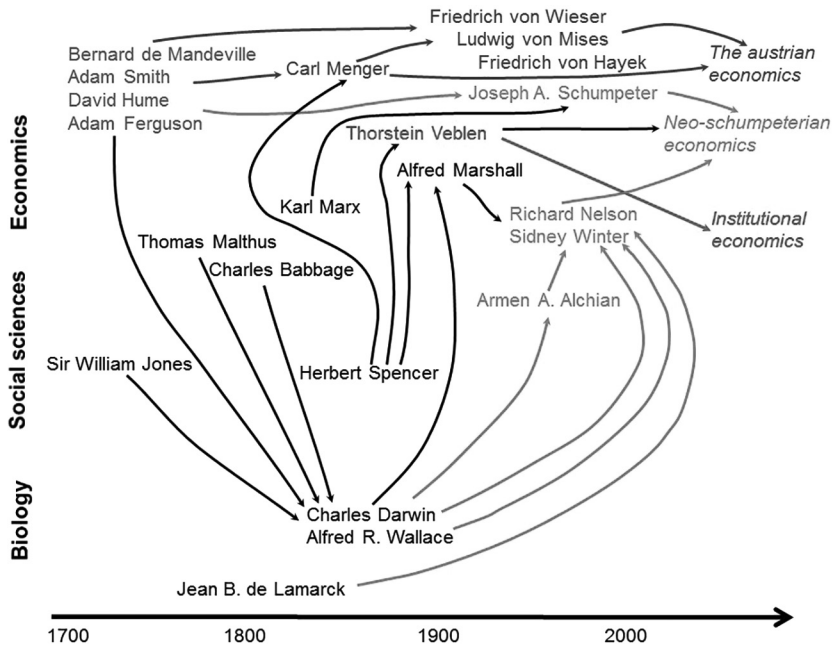 Friedrich von Wieser
Ludwig von Mises
Friedrich von Hayek
The austrian
economics
Bernard de Mandeville
Adam Smith
David Hume
Adam Ferguson
Carl Menger
Joseph A. Schumpeter
Neo-schumpeterian
economics
Thorstein Veblen
Alfred Marshall
Karl Marx
Richard Nelson
Sidney Winter
Institutional
economics
Thomas Malthus
Charles Babbage
Armen A. Alchian
Sir William Jones
Herbert Spencer
Charles Darwin
Alfred R. Wallace
Jean B. de Lamarck
Economics
Social sciences
Biology
1700
1800
1900
2000